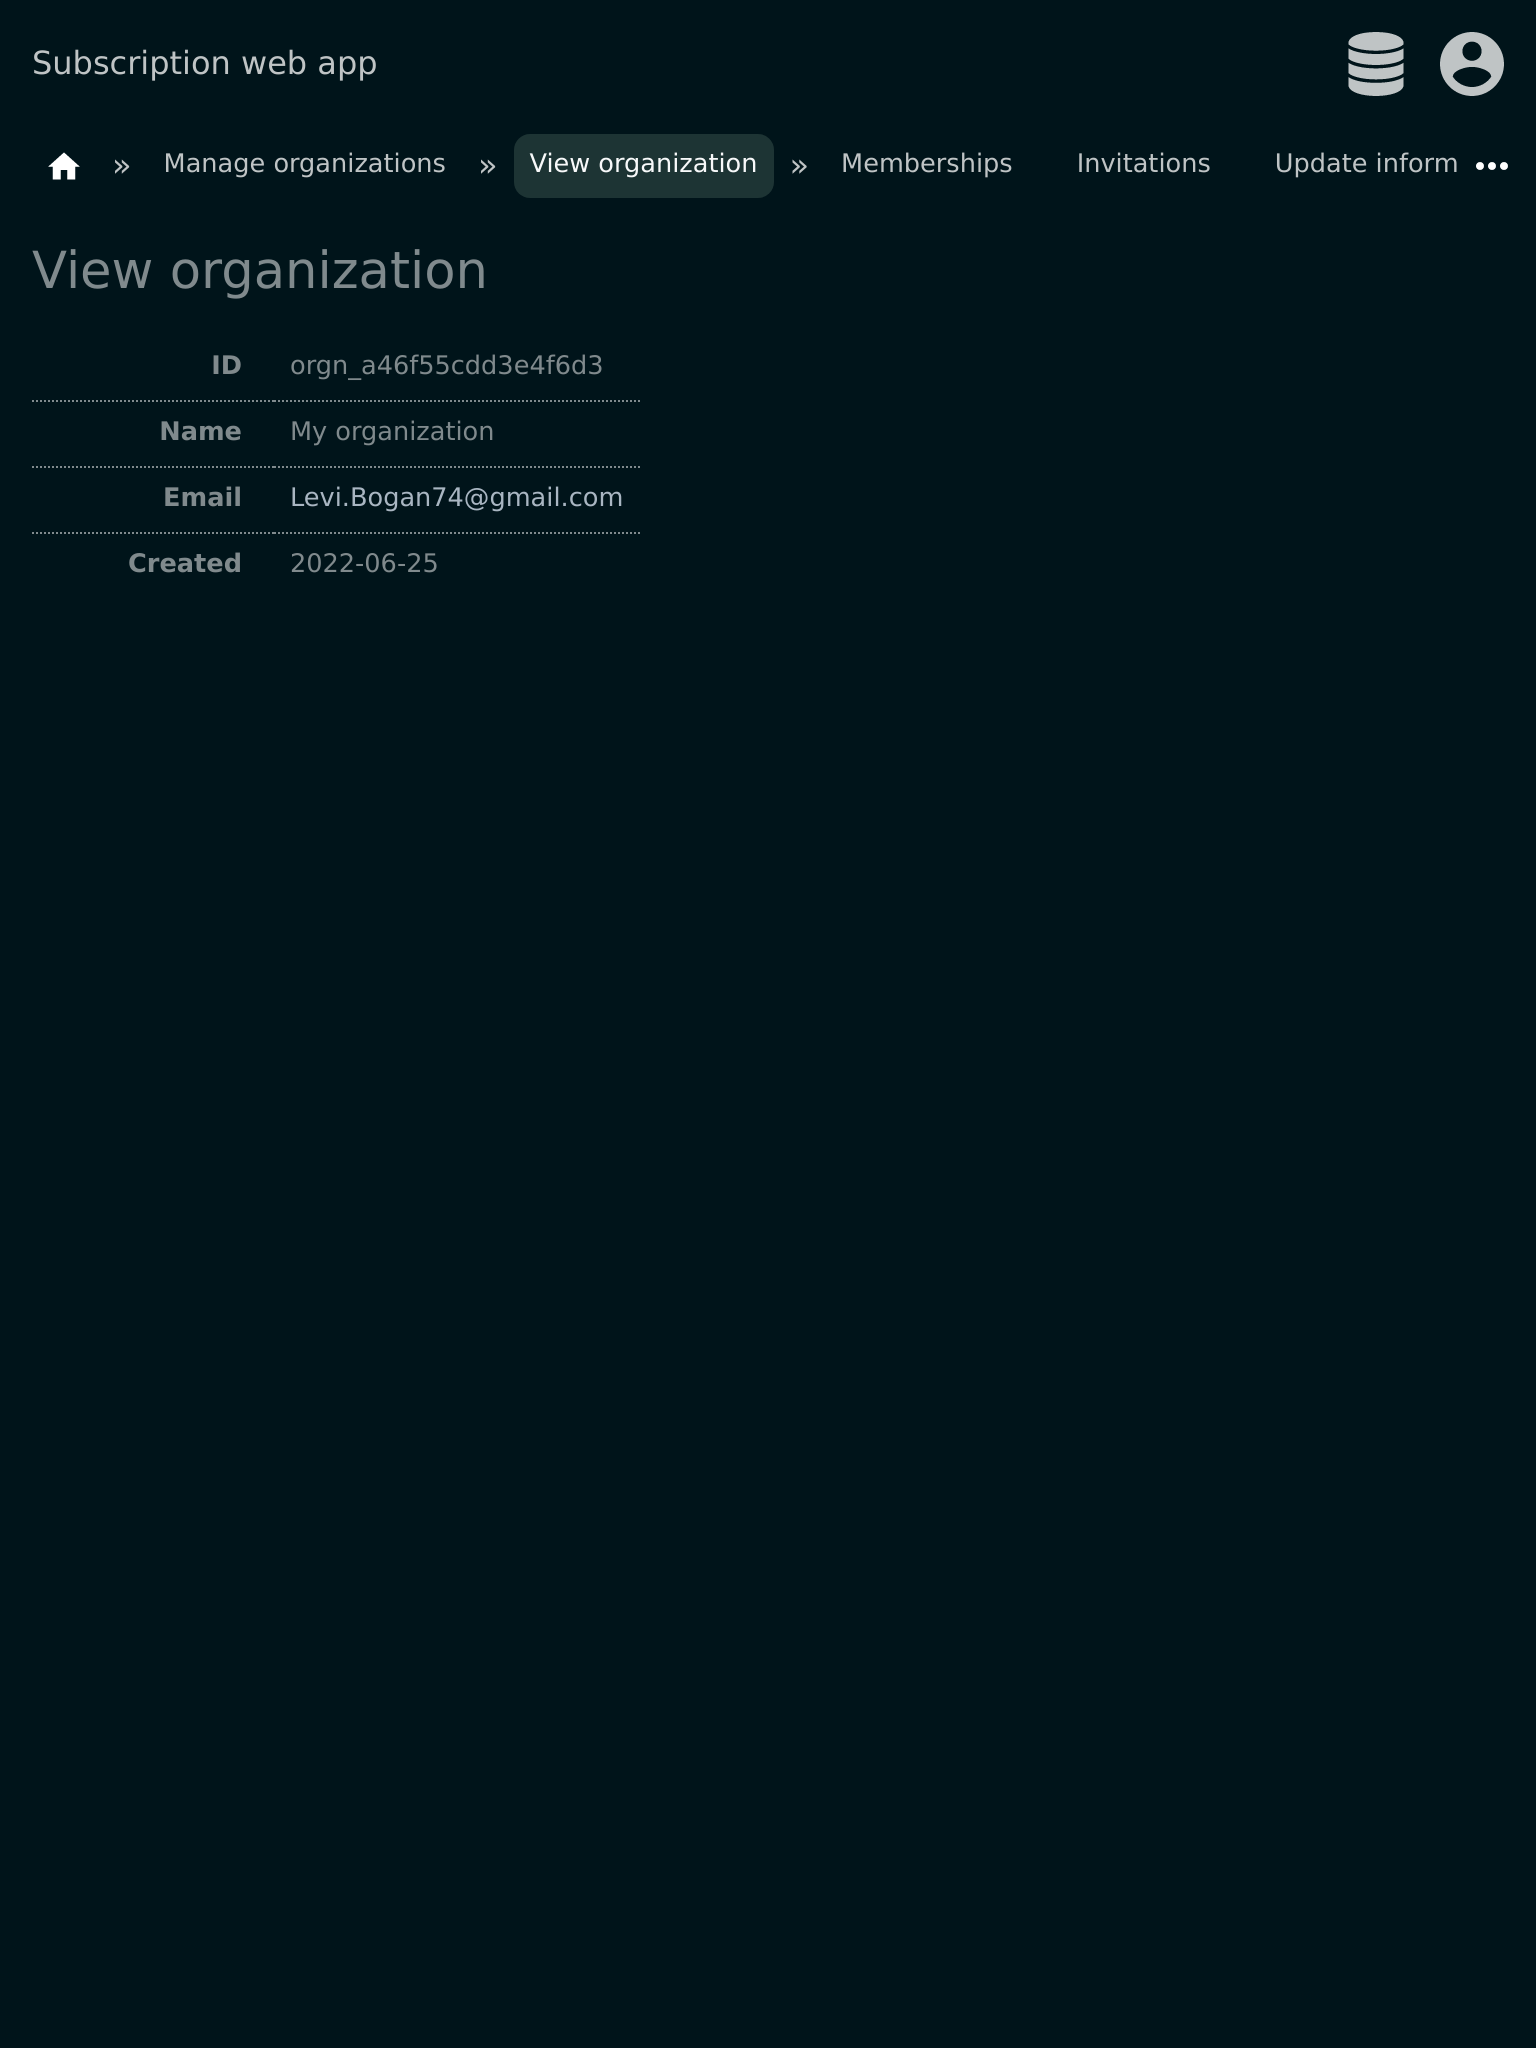 Subscription web app
» Manage organizations » View organization » Memberships Invitations Update inform
View organization
ID orgn_a46f55cdd3e4f6d3
Name My organization
Email Levi.Bogan74@gmail.com
Created 2022-06-25